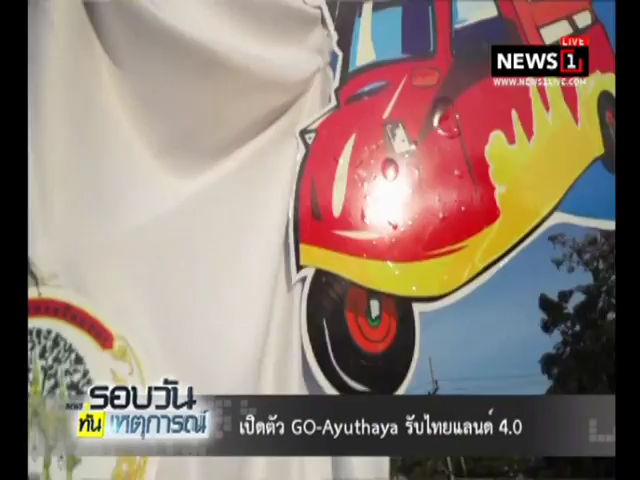 LIVE
NEWS 1
WWW.NEWS1LIVE.COM
รอบวัน
ทัน เหตุการณ์
เปิดตัว GO-Ayuthaya รับไทยแลนด์ 4.0